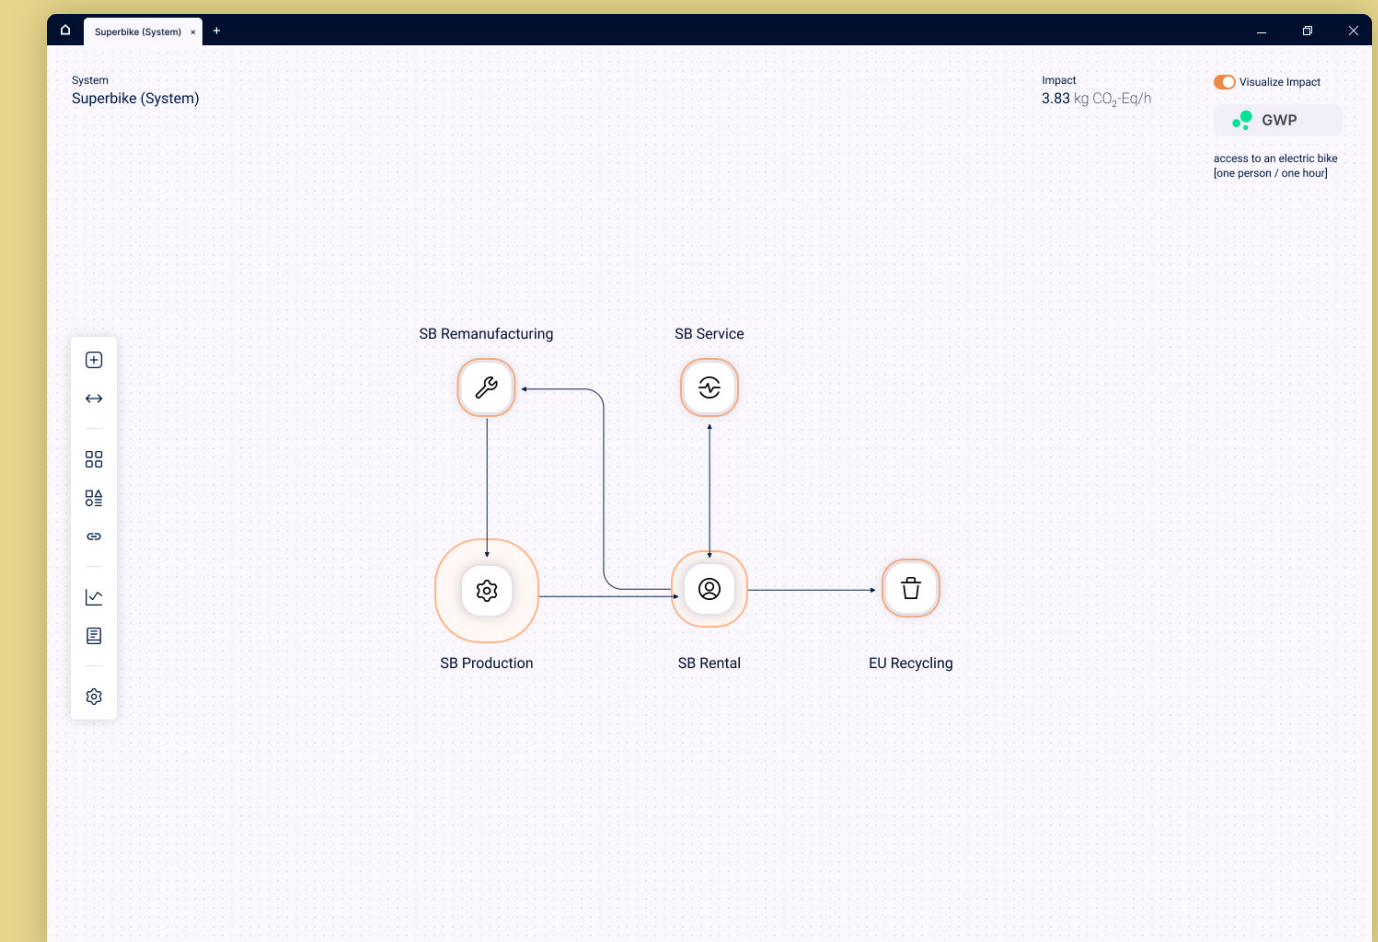 Superbike (System)
System
Superbike (System)
Impact
3.83 kg CO₂-Eq/h
Visualize Impact
GWP
access to an electric bike
[one person / one hour]
SB Remanufacturing
SB Service
SB Production
SB Rental
EU Recycling